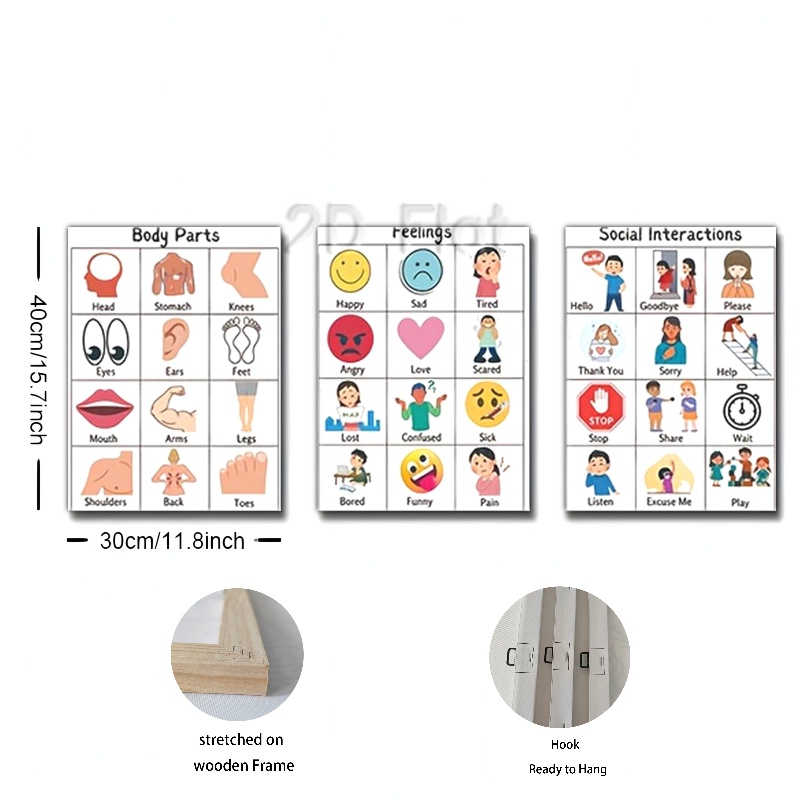 2D Flat
Body Parts
Head Stomach Knees
Eyes Ears Feet
Mouth Arms Legs
Shoulders Back Toes
Feelings
Happy Sad Tired
Angry Love Scared
Lost Confused Sick
Bored Funny Pain
Social Interactions
Hello Goodbye Please
Thank You Sorry Help
Stop Share Wait
Listen Excuse Me Play
Hello!
MAP
STOP
40cm/15.7inch
30cm/11.8inch
stretched on
wooden Frame
Hook
Ready to Hang